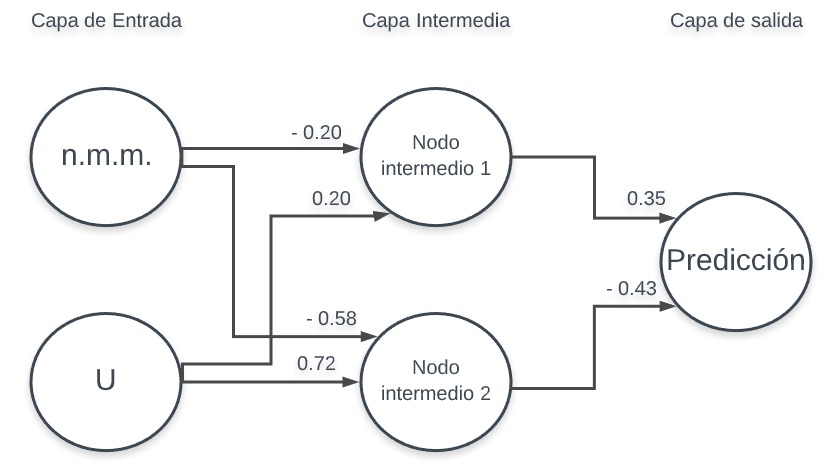 Capa de Entrada
Capa Intermedia
Capa de salida
n.m.m.
- 0.20
Nodo
intermedio 1
0.20
0.35
Predicción
- 0.43
- 0.58
U
0.72
Nodo
intermedio 2